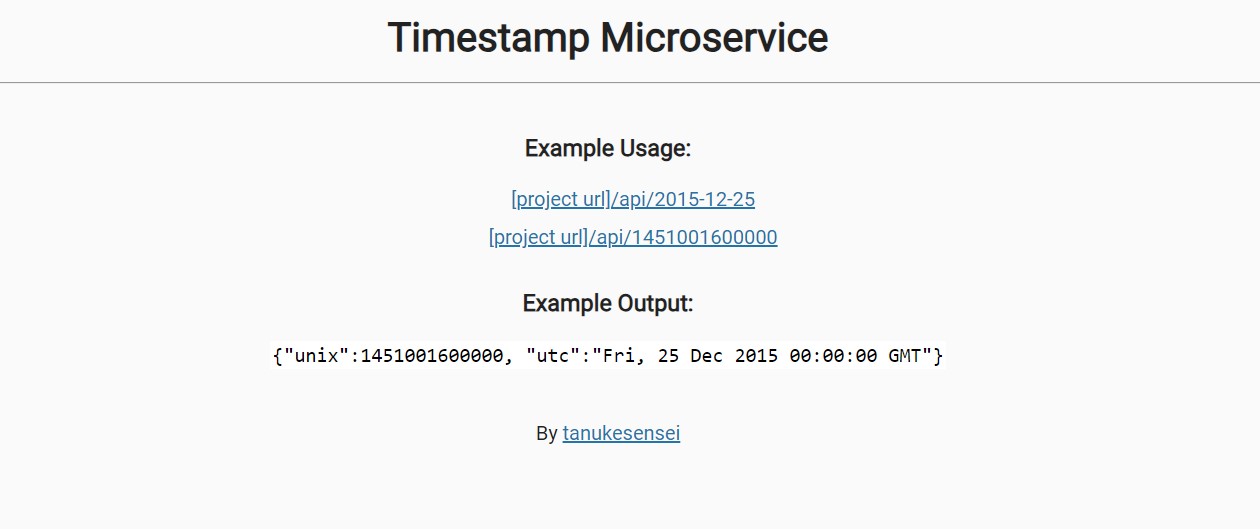 Timestamp Microservice
Example Usage:
[project url]/api/2015-12-25
[project url]/api/1451001600000
Example Output:
{"unix":1451001600000, "utc":"Fri, 25 Dec 2015 00:00:00 GMT"}
By tanukesensei